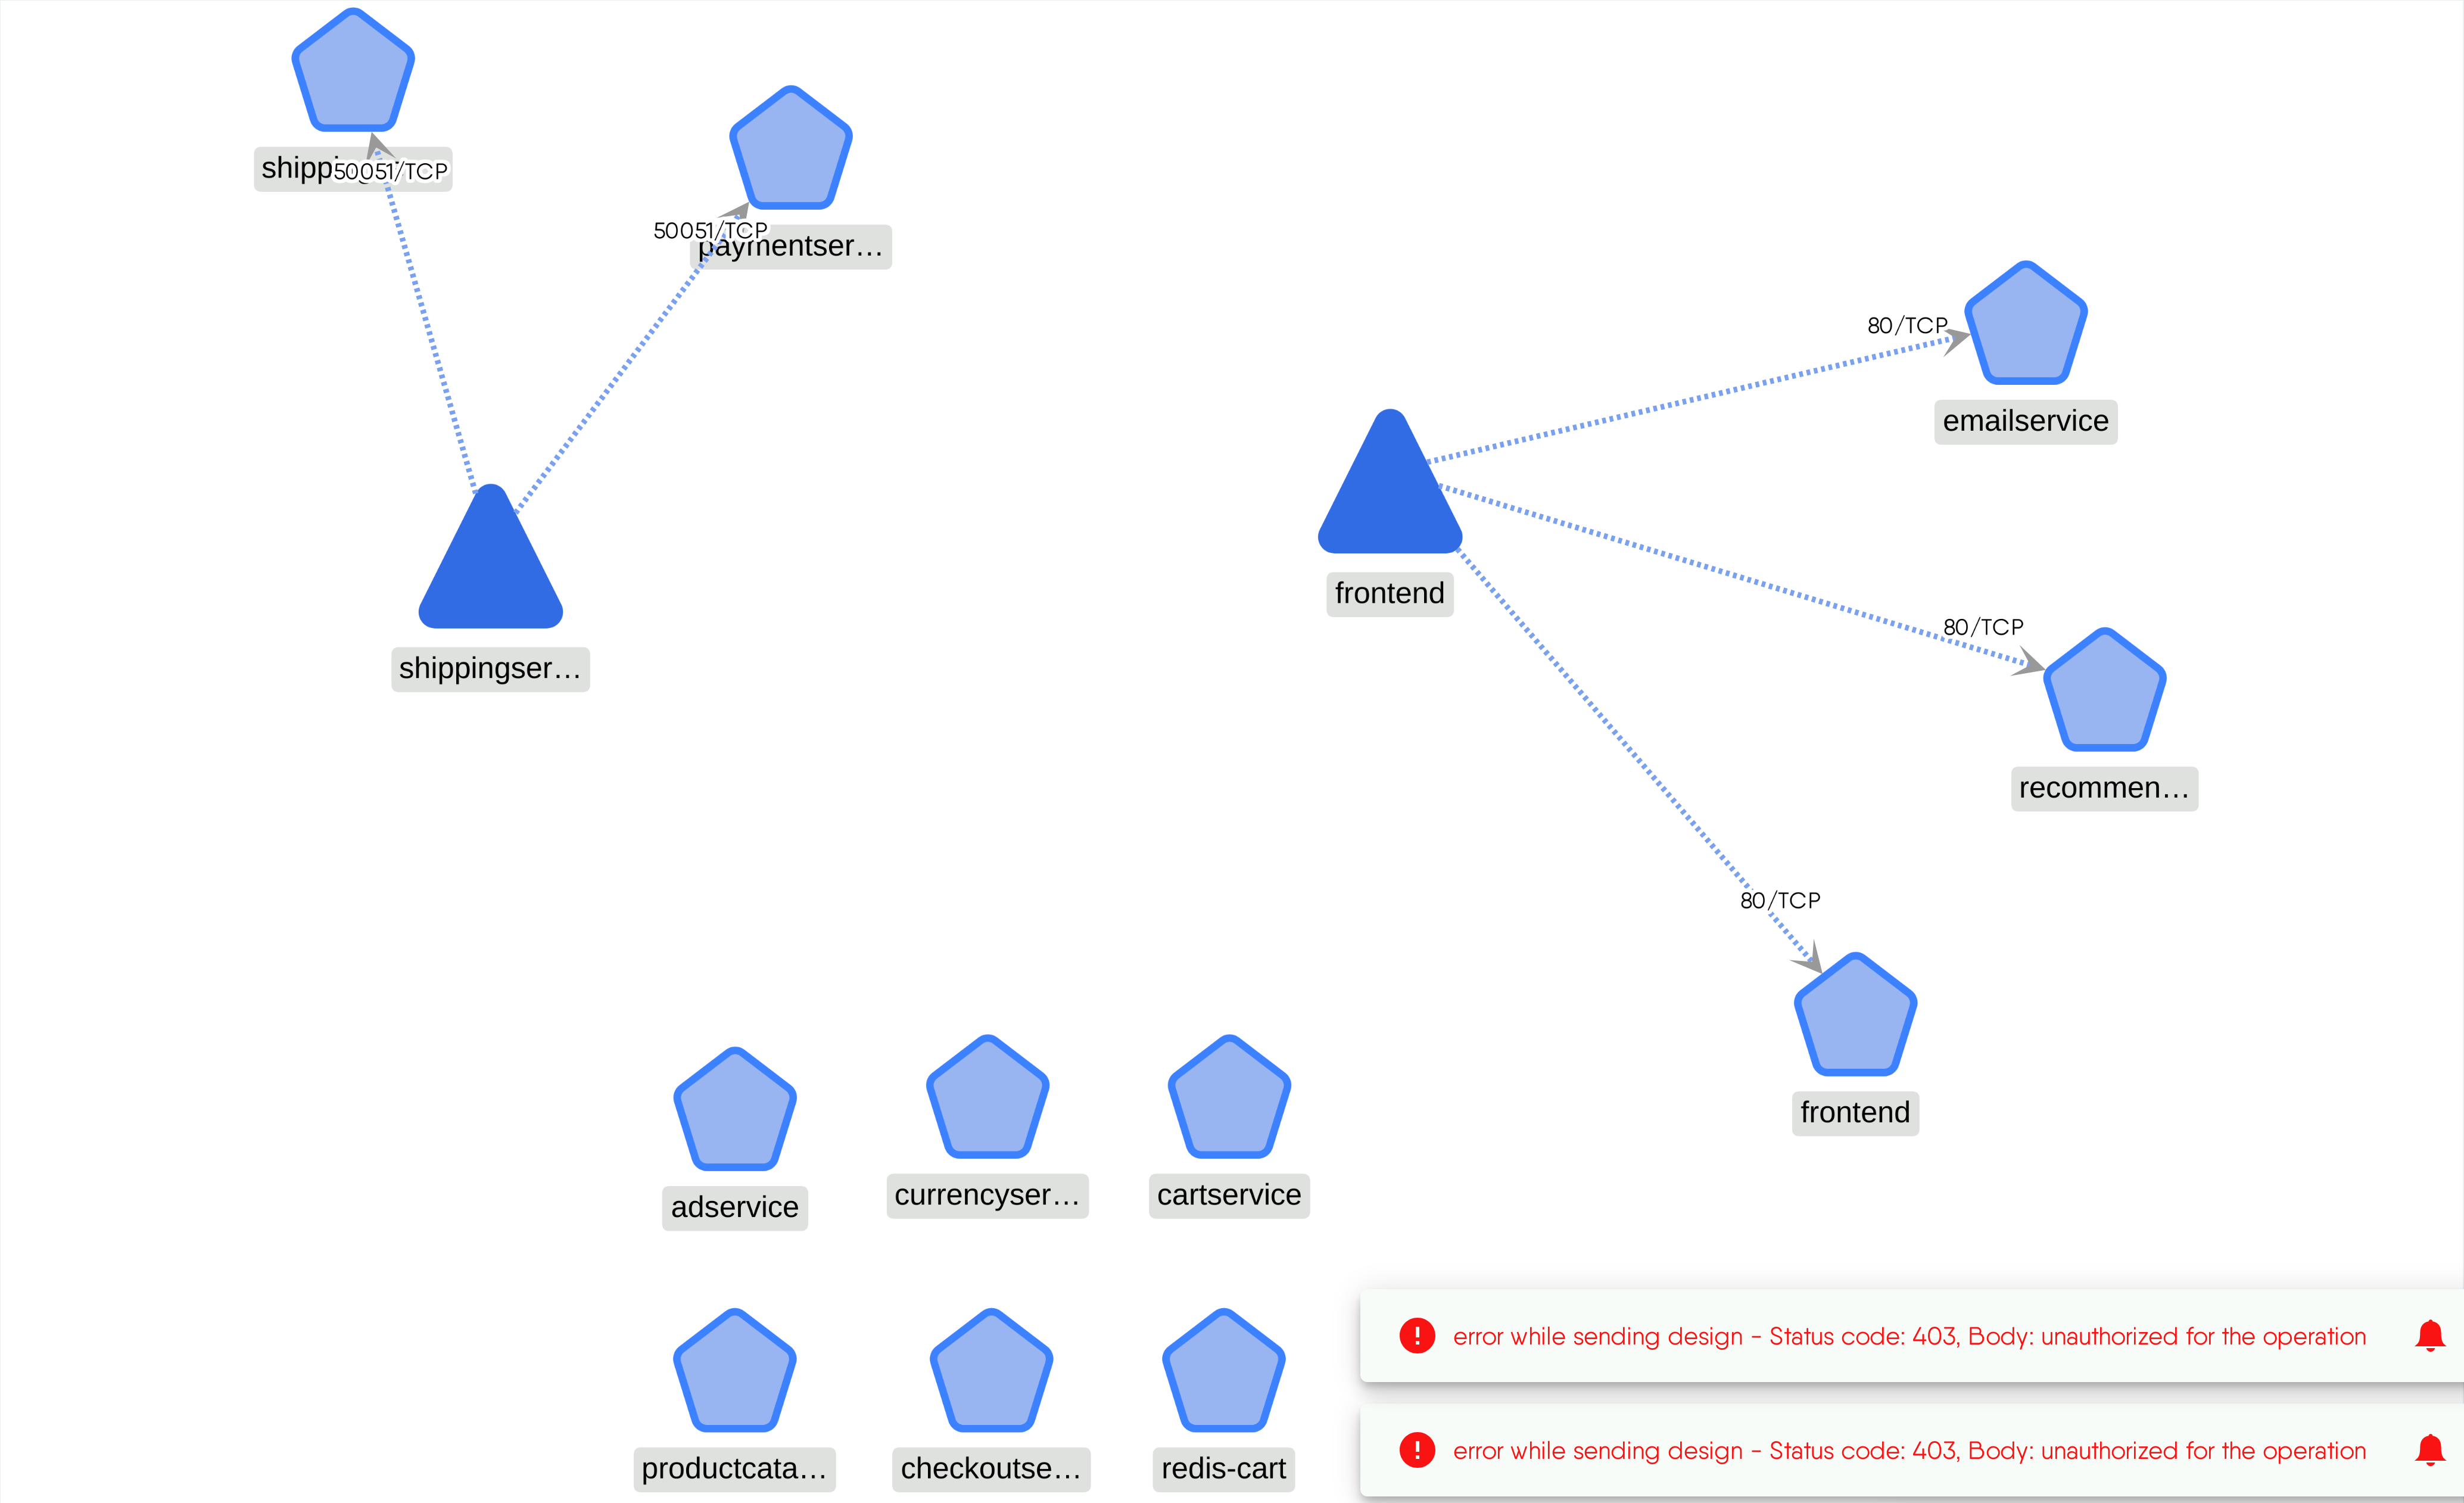 shippi
50051/TCP
50051/TCP
paymentser…
80/TCP
emailservice
frontend
shippingser…
80/TCP
recommen…
80/TCP
frontend
adservice
currencyser…
cartservice
error while sending design - Status code: 403, Body: unauthorized for the operation
error while sending design - Status code: 403, Body: unauthorized for the operation
productcata…
checkoutse…
redis-cart